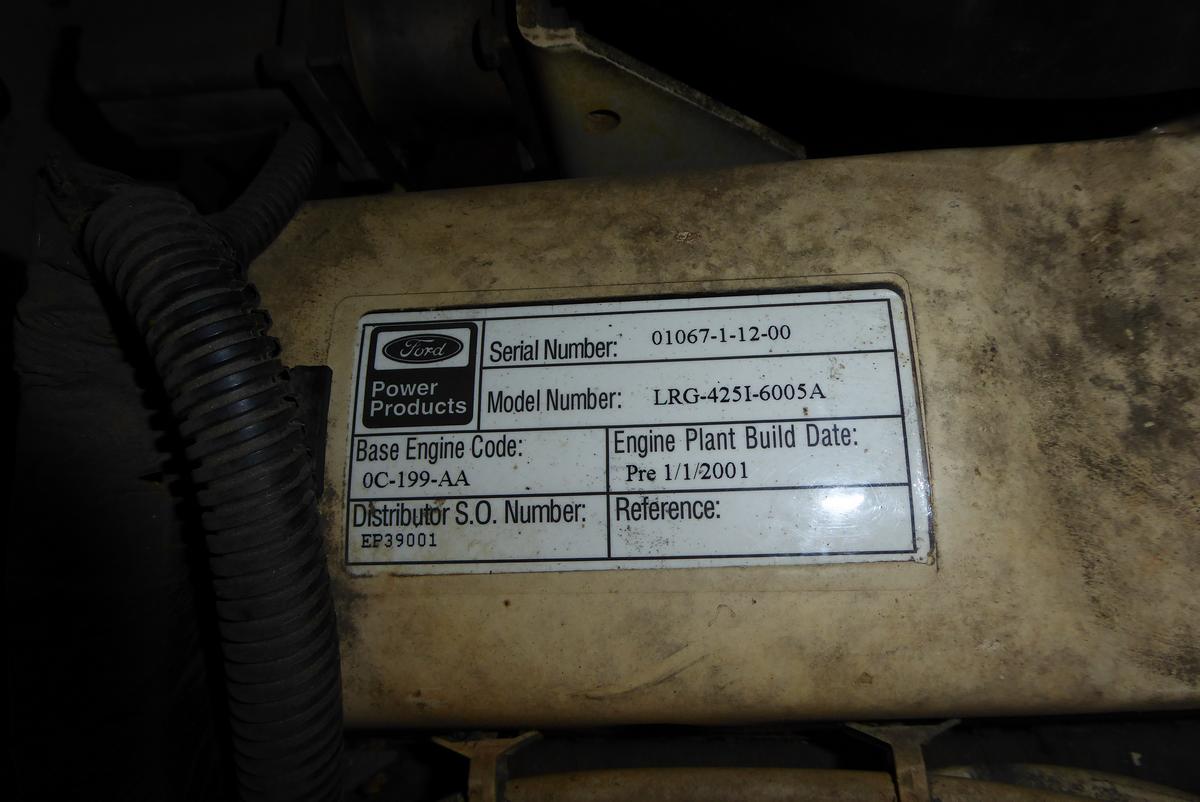 Ford
Power
Products
Serial Number: 01067-1-12-00
Model Number: LRG-425I-6005A
Base Engine Code:
0C-199-AA
Engine Plant Build Date:
Pre 1/1/2001
Distributor S.O. Number:
EP39001
Reference: